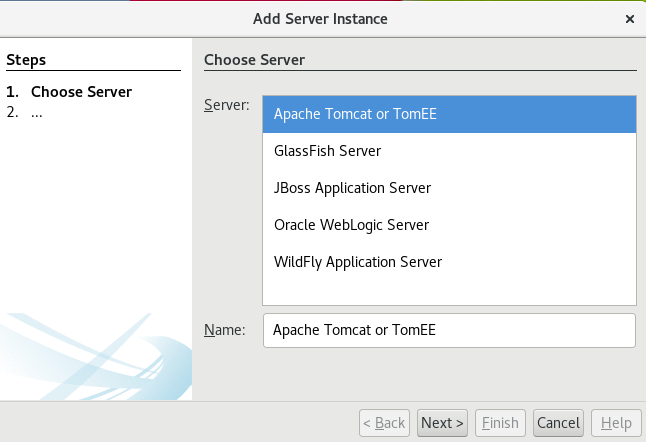 Add Server Instance ×
Steps
1. Choose Server
2. ...
Choose Server
Server:
Apache Tomcat or TomEE
GlassFish Server
JBoss Application Server
Oracle WebLogic Server
WildFly Application Server
Name: Apache Tomcat or TomEE
< Back Next > Finish Cancel Help